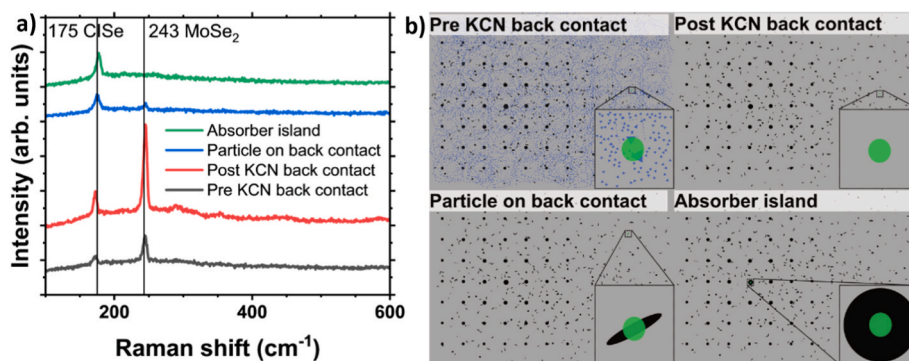 a)
175 CISe 243 MoSe2
Intensity (arb. units)
Absorber island
Particle on back contact
Post KCN back contact
Pre KCN back contact
200 400 600
Raman shift (cm-1)
b)
Pre KCN back contact
Post KCN back contact
Particle on back contact
Absorber island